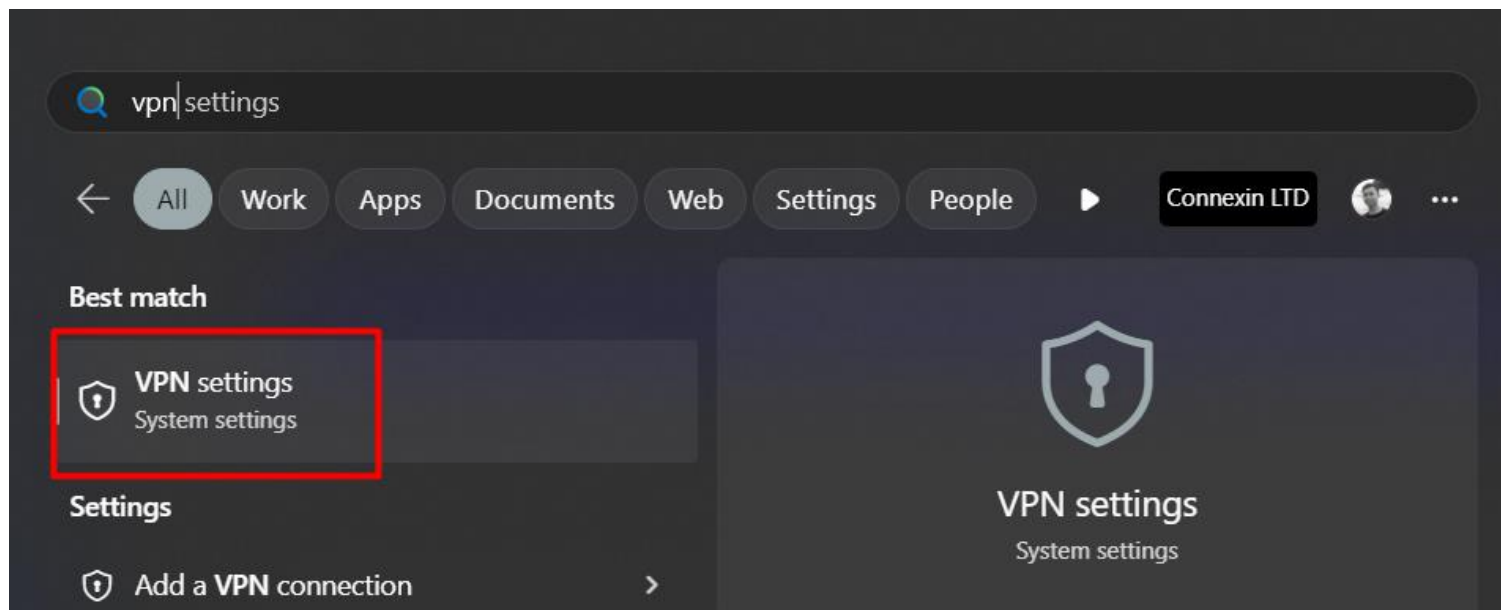 vpn settings
All Work Apps Documents Web Settings People Connexin LTD
Best match
VPN settings
System settings
Settings
Add a VPN connection
VPN settings
System settings